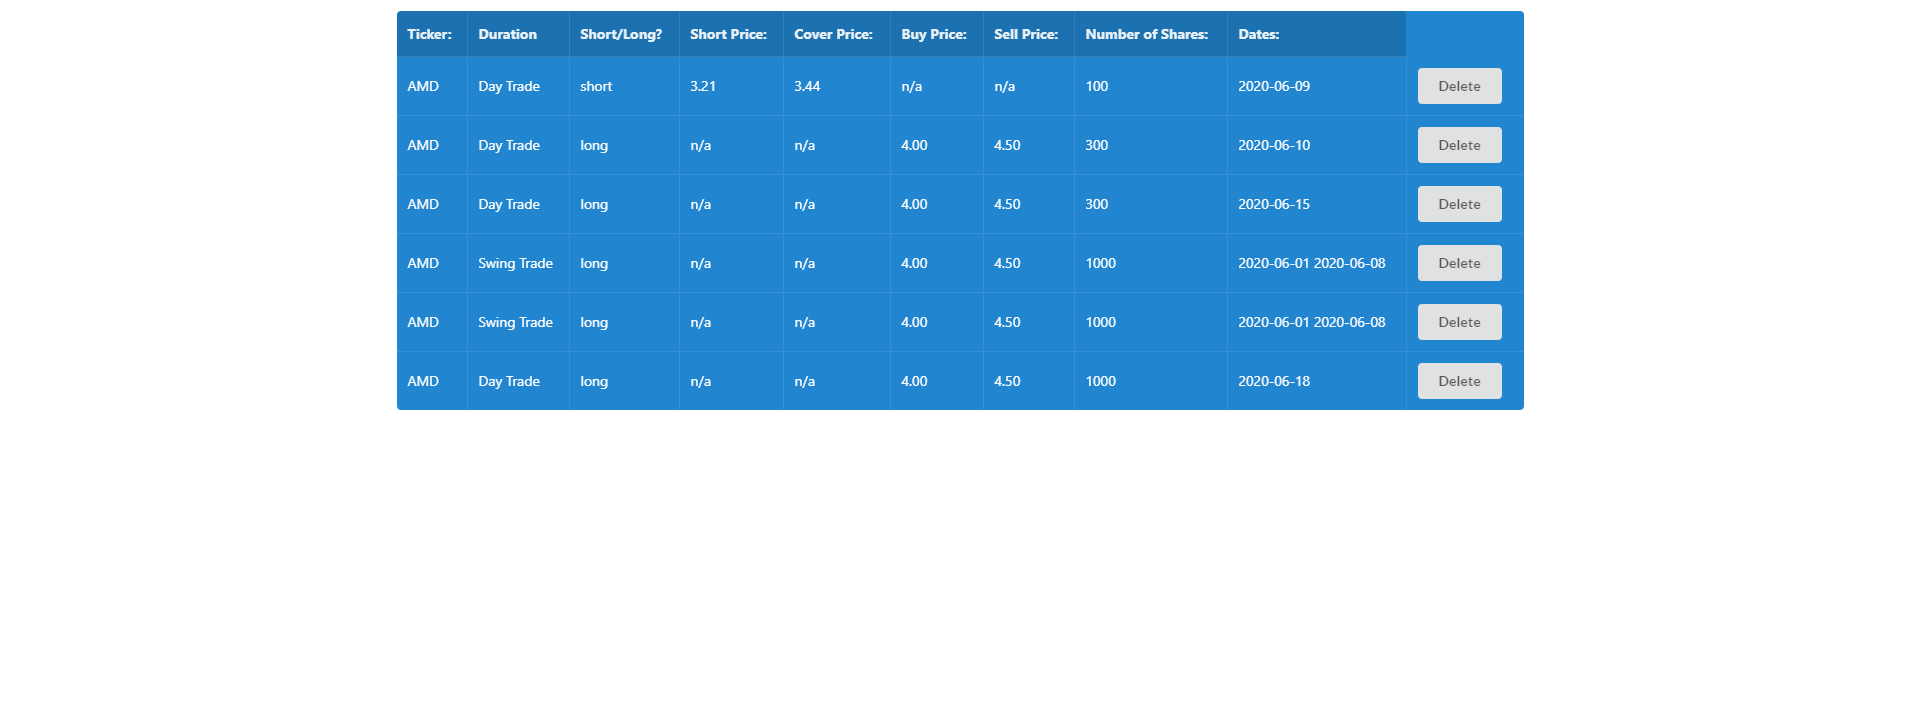 Ticker: Duration Short/Long? Short Price: Cover Price: Buy Price: Sell Price: Number of Shares: Dates:
AMD Day Trade short 3.21 3.44 n/a n/a 100 2020-06-09 Delete
AMD Day Trade long n/a n/a 4.00 4.50 300 2020-06-10 Delete
AMD Day Trade long n/a n/a 4.00 4.50 300 2020-06-15 Delete
AMD Swing Trade long n/a n/a 4.00 4.50 1000 2020-06-01 2020-06-08 Delete
AMD Swing Trade long n/a n/a 4.00 4.50 1000 2020-06-01 2020-06-08 Delete
AMD Day Trade long n/a n/a 4.00 4.50 1000 2020-06-18 Delete